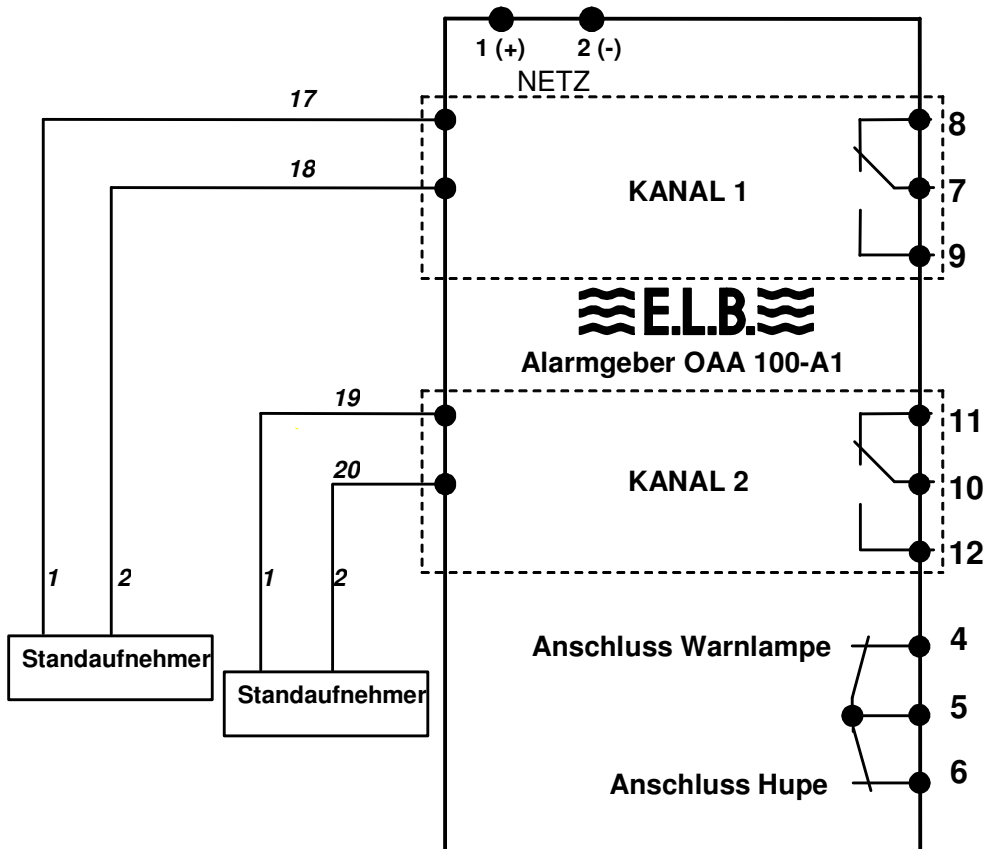 1 (+) 2 (-)
NETZ
17
8
18
KANAL 1
7
9
E.L.B.
Alarmgeber OAA 100-A1
19
11
20
KANAL 2
10
12
1 2 1 2
Standaufnehmer
Standaufnehmer
Anschluss Warnlampe
4
5
Anschluss Hupe
6